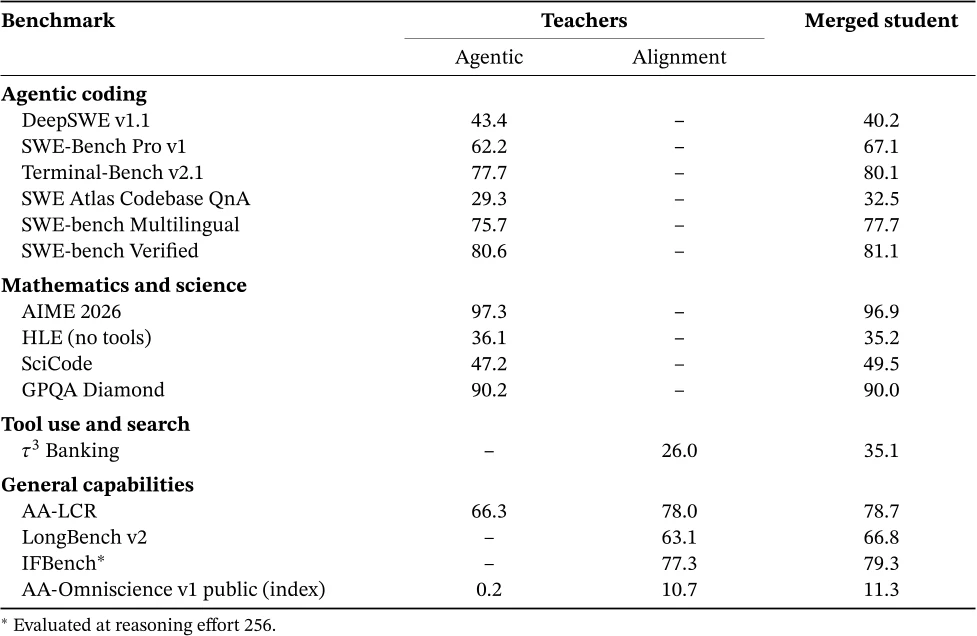 Benchmark Teachers Merged student
Agentic Alignment
Agentic coding
DeepSWE v1.1 43.4 – 40.2
SWE-Bench Pro v1 62.2 – 67.1
Terminal-Bench v2.1 77.7 – 80.1
SWE Atlas Codebase QnA 29.3 – 32.5
SWE-bench Multilingual 75.7 – 77.7
SWE-bench Verified 80.6 – 81.1
Mathematics and science
AIME 2026 97.3 – 96.9
HLE (no tools) 36.1 – 35.2
SciCode 47.2 – 49.5
GPQA Diamond 90.2 – 90.0
Tool use and search
τ³ Banking – 26.0 35.1
General capabilities
AA-LCR 66.3 78.0 78.7
LongBench v2 – 63.1 66.8
IFBench* – 77.3 79.3
AA-Omniscience v1 public (index) 0.2 10.7 11.3
* Evaluated at reasoning effort 256.